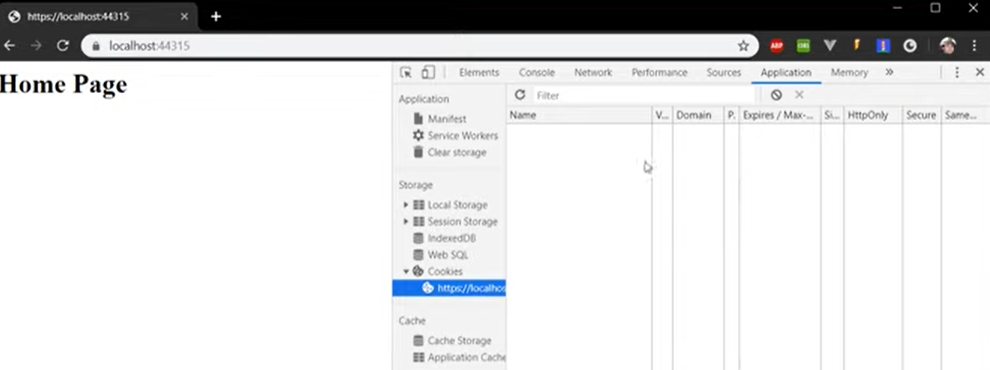 https://localhost:44315
localhost:44315
ABP
Home Page
Elements Console Network Performance Sources Application Memory
Application
Manifest
Service Workers
Clear storage
Storage
Local Storage
Session Storage
IndexedDB
Web SQL
Cookies
https://localhos
Cache
Cache Storage
Application Cache
Filter
Name V... Domain P. Expires / Max-... Si... HttpOnly Secure Same...